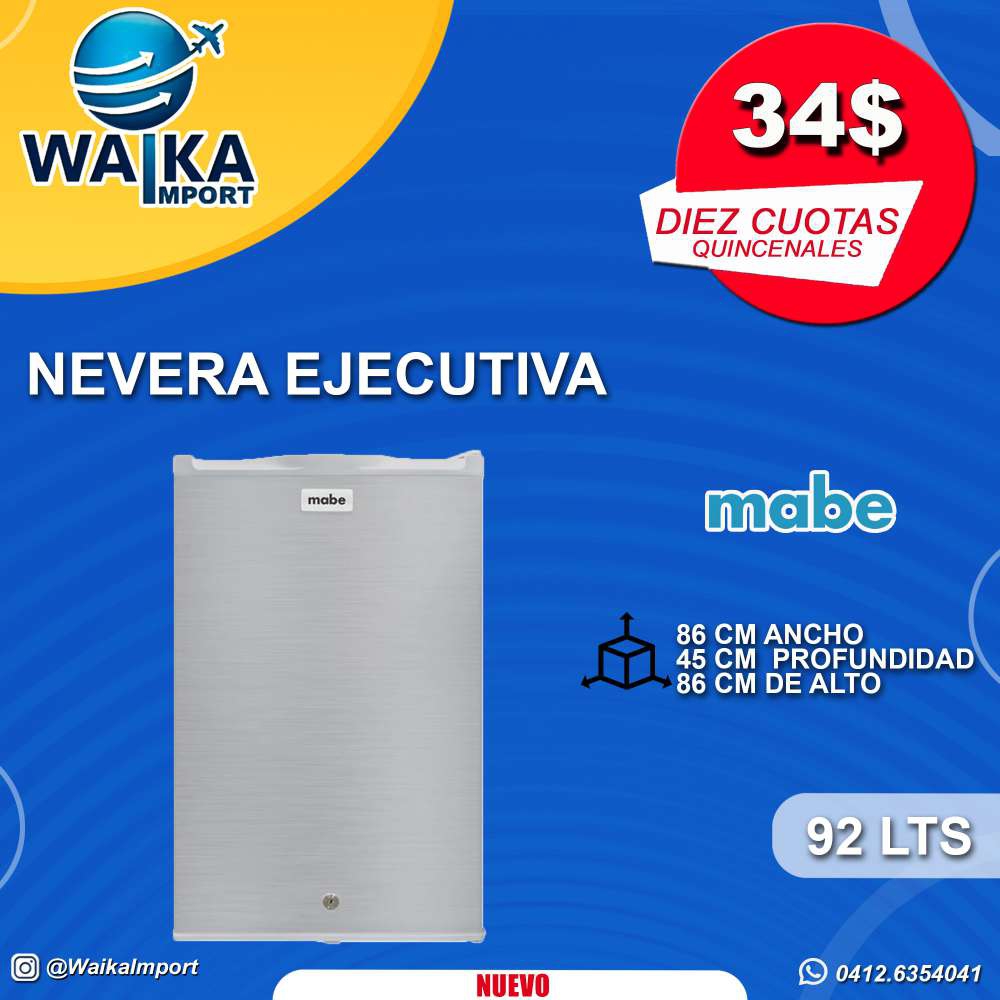 WAIKA
IMPORT
34$
DIEZ CUOTAS
QUINCENALES
NEVERA EJECUTIVA
mabe
mabe
86 CM ANCHO
45 CM PROFUNDIDAD
86 CM DE ALTO
92 LTS
@WaikaImport
NUEVO
0412.6354041